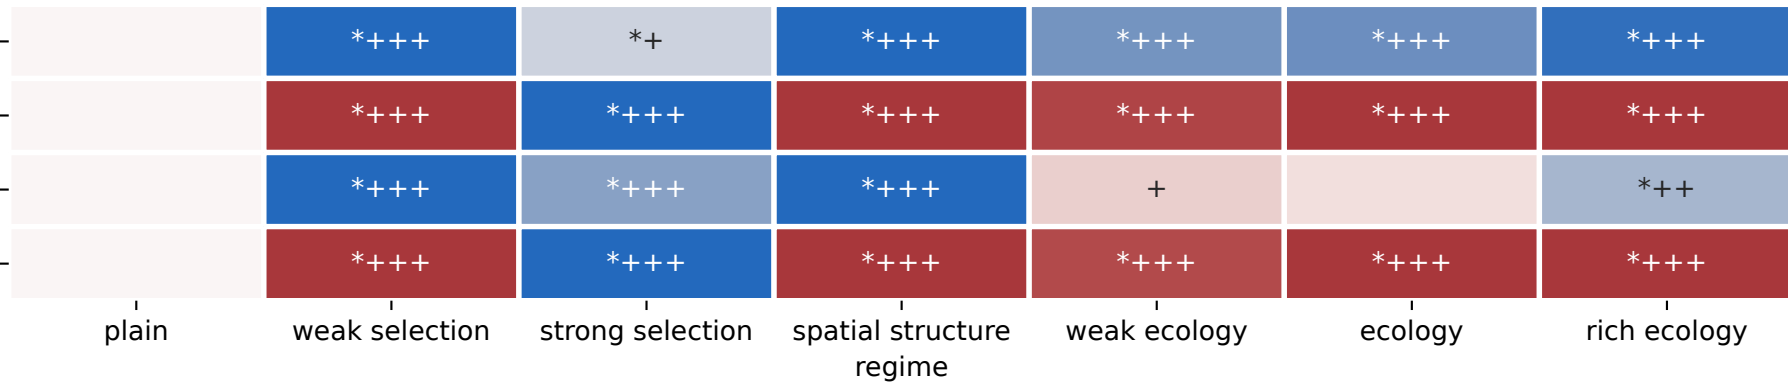 *+++ *+ *+++ *+++ *+++ *+++
*+++ *+++ *+++ *+++ *+++ *+++
*+++ *+++ *+++ + *++
*+++ *+++ *+++ *+++ *+++ *+++
plain weak selection strong selection spatial structure weak ecology ecology rich ecology
regime